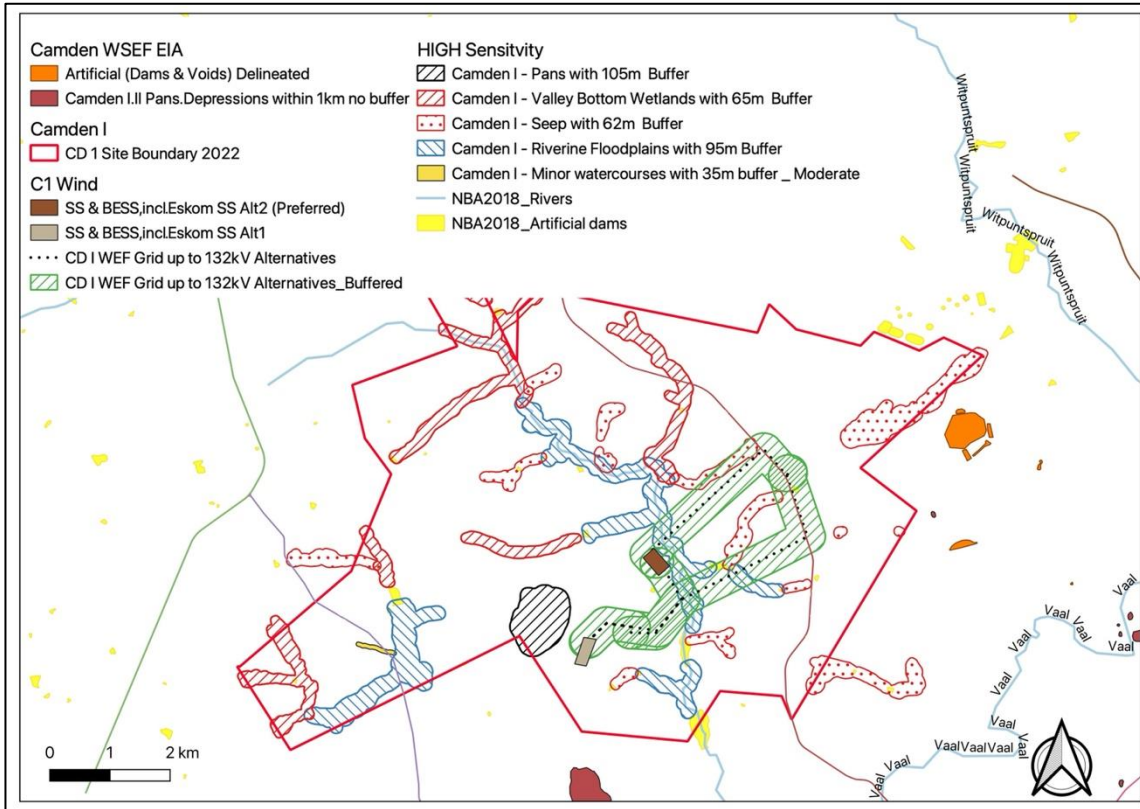 Camden WSEF EIA
Artificial (Dams & Voids) Delineated
Camden I.II Pans.Depressions within 1km no buffer
Camden I
CD 1 Site Boundary 2022
C1 Wind
SS & BESS,incl.Eskom SS Alt2 (Preferred)
SS & BESS,incl.Eskom SS Alt1
CD I WEF Grid up to 132kV Alternatives
CD I WEF Grid up to 132kV Alternatives_Buffered
HIGH Sensitvity
Camden I - Pans with 105m Buffer
Camden I - Valley Bottom Wetlands with 65m Buffer
Camden I - Seep with 62m Buffer
Camden I - Riverine Floodplains with 95m Buffer
Camden I - Minor watercourses with 35m buffer _ Moderate
NBA2018_Rivers
NBA2018_Artificial dams
Witpuntspruit
Witpuntspruit
Witpuntspruit
Witpuntspruit
Vaal
Vaal
Vaal
Vaal
Vaal
Vaal
Vaal
VaalVaalVaal
Vaal
Vaal
0 1 2 km